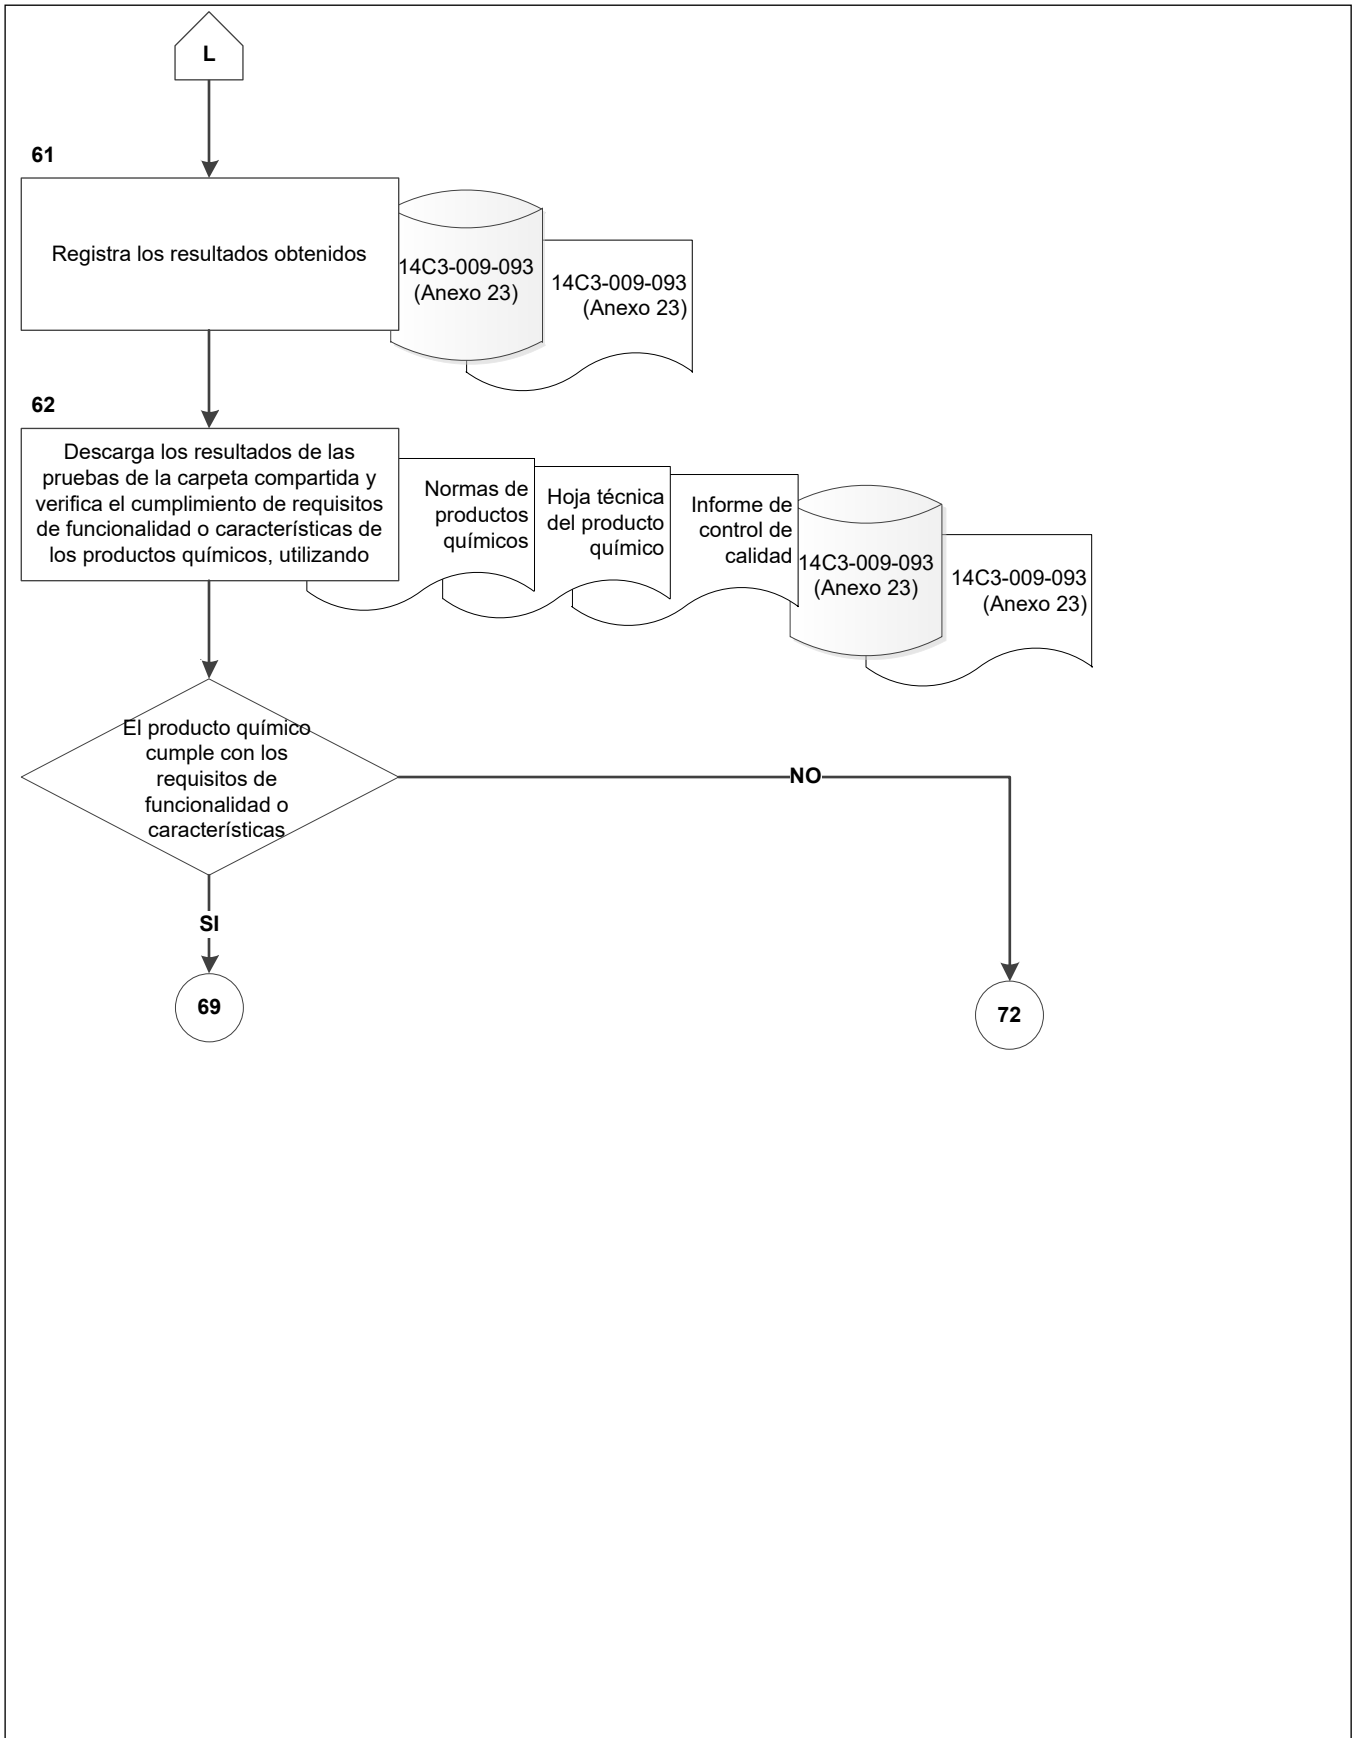 L
61
Registra los resultados obtenidos
14C3-009-093
(Anexo 23)
14C3-009-093
(Anexo 23)
62
Descarga los resultados de las
pruebas de la carpeta compartida y
verifica el cumplimiento de requisitos
de funcionalidad o características de
los productos químicos, utilizando
Normas de
productos
químicos
Hoja técnica
del producto
químico
Informe de
control de
calidad
14C3-009-093
(Anexo 23)
14C3-009-093
(Anexo 23)
El producto químico
cumple con los
requisitos de
funcionalidad o
características
NO
SI
69
72